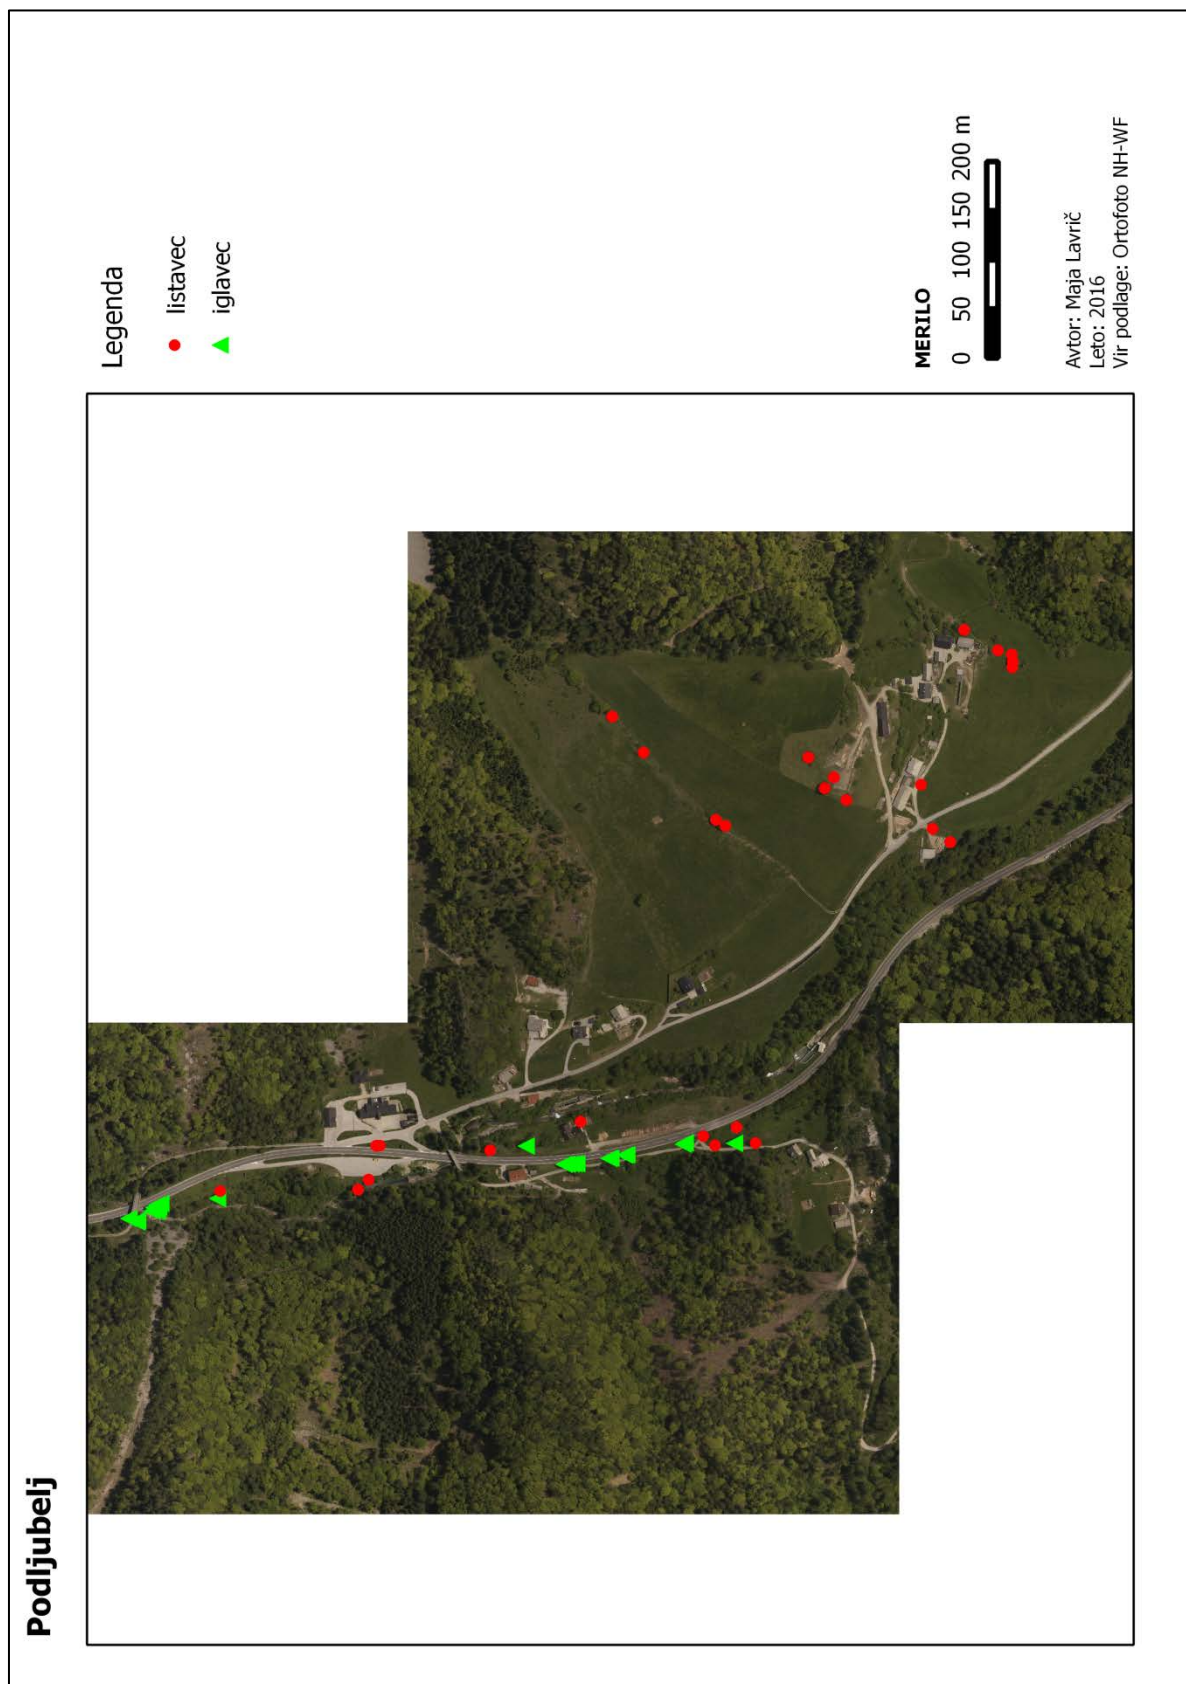 Podljubelj
Legenda
listavec
iglavec
MERILO
0 50 100 150 200 m
Avtor: Maja Lavrič
Leto: 2016
Vir podlage: Ortofoto NH-WF